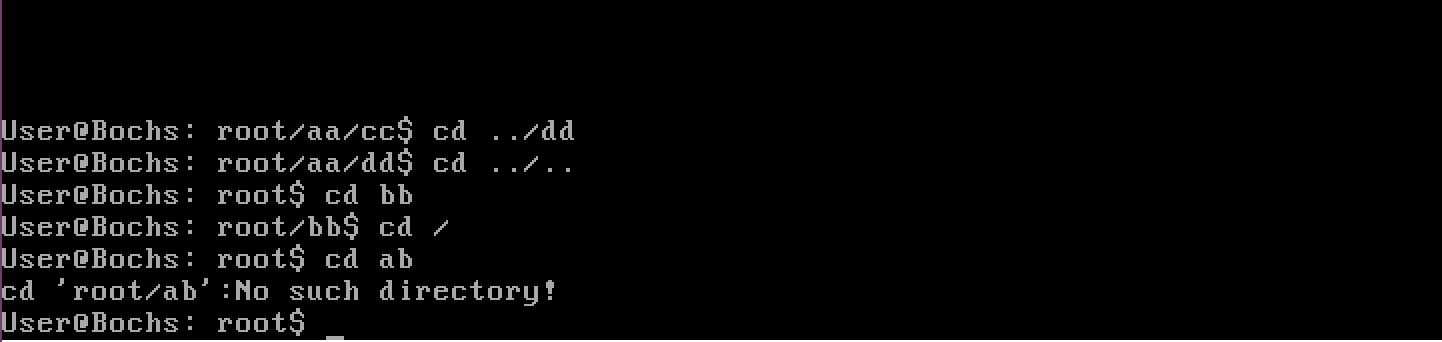 User@Bochs: root/aa/cc$ cd ../dd
User@Bochs: root/aa/dd$ cd ../..
User@Bochs: root$ cd bb
User@Bochs: root/bb$ cd /
User@Bochs: root$ cd ab
cd 'root/ab':No such directory!
User@Bochs: root$